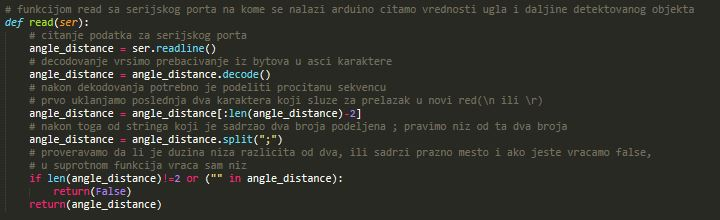 # funkcijom read sa serijskog porta na kome se nalazi arduino citamo vrednosti ugla i daljine detektovanog objekta
def read(ser):
    # citanje podatka za serijskog porta
    angle_distance = ser.readline()
    # decodovanje vrsimo prebacivanje iz bytova u asci karaktere
    angle_distance = angle_distance.decode()
    # nakon dekodovanja potrebno je podeliti procitanu sekvencu
    # prvo uklanjamo poslednja dva karaktera koji sluze za prelazak u novi red(\n ili \r)
    angle_distance = angle_distance[:len(angle_distance)-2]
    # nakon toga od stringa koji je sadrzao dva broja podeljena ; pravimo niz od ta dva broja
    angle_distance = angle_distance.split(";")
    # proveravamo da li je duzina niza razlicita od dva, ili sadrzi prazno mesto i ako jeste vracamo false,
    # u suprotnom funkcija vraca sam niz
    if len(angle_distance)!=2 or ("" in angle_distance):
        return(False)
    return(angle_distance)